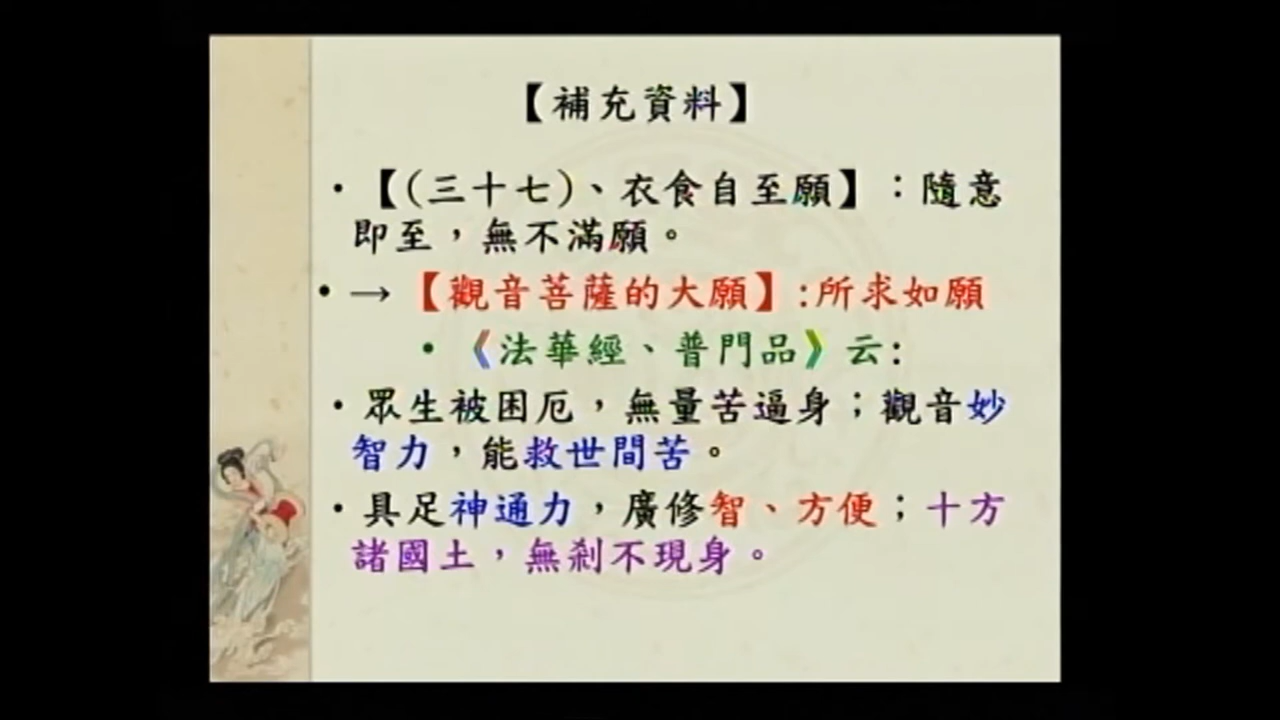 【補充資料】
•【(三十七)、衣食自至願】：隨意
即至，無不滿願。
•→【觀音菩薩的大願】:所求如願
•《法華經、普門品》云:
•眾生被困厄，無量苦逼身；觀音妙
智力，能救世間苦。
•具足神通力，廣修智、方便；十方
諸國土，無剎不現身。